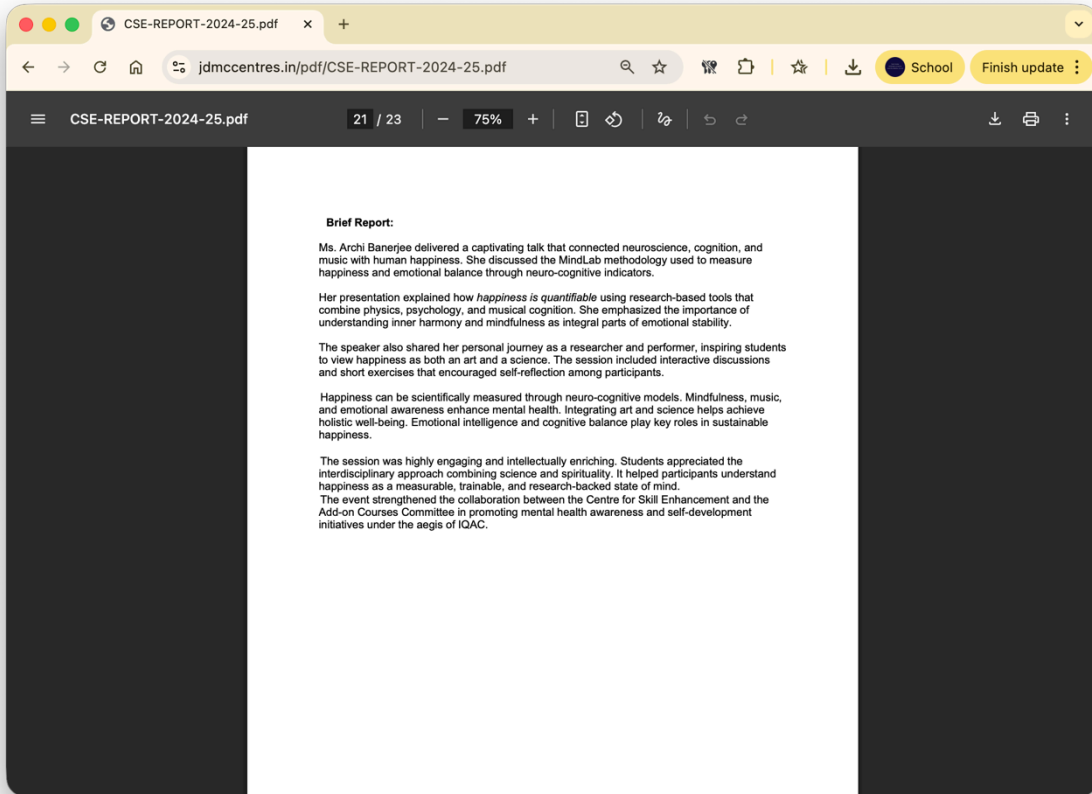 CSE-REPORT-2024-25.pdf
jdmccentres.in/pdf/CSE-REPORT-2024-25.pdf
School
Finish update
CSE-REPORT-2024-25.pdf
21 / 23
75%
Brief Report:
Ms. Archi Banerjee delivered a captivating talk that connected neuroscience, cognition, and
music with human happiness. She discussed the MindLab methodology used to measure
happiness and emotional balance through neuro-cognitive indicators.
Her presentation explained how happiness is quantifiable using research-based tools that
combine physics, psychology, and musical cognition. She emphasized the importance of
understanding inner harmony and mindfulness as integral parts of emotional stability.
The speaker also shared her personal journey as a researcher and performer, inspiring students
to view happiness as both an art and a science. The session included interactive discussions
and short exercises that encouraged self-reflection among participants.
Happiness can be scientifically measured through neuro-cognitive models. Mindfulness, music,
and emotional awareness enhance mental health. Integrating art and science helps achieve
holistic well-being. Emotional intelligence and cognitive balance play key roles in sustainable
happiness.
The session was highly engaging and intellectually enriching. Students appreciated the
interdisciplinary approach combining science and spirituality. It helped participants understand
happiness as a measurable, trainable, and research-backed state of mind.
The event strengthened the collaboration between the Centre for Skill Enhancement and the
Add-on Courses Committee in promoting mental health awareness and self-development
initiatives under the aegis of IQAC.